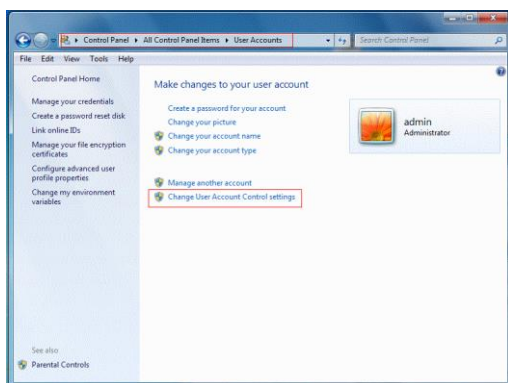 Control Panel ▸ All Control Panel Items ▸ User Accounts
Search Control Panel
File Edit View Tools Help
Control Panel Home
Manage your credentials
Create a password reset disk
Link online IDs
Manage your file encryption
certificates
Configure advanced user
profile properties
Change my environment
variables
See also
Parental Controls
Make changes to your user account
Create a password for your account
Change your picture
Change your account name
Change your account type
Manage another account
Change User Account Control settings
admin
Administrator